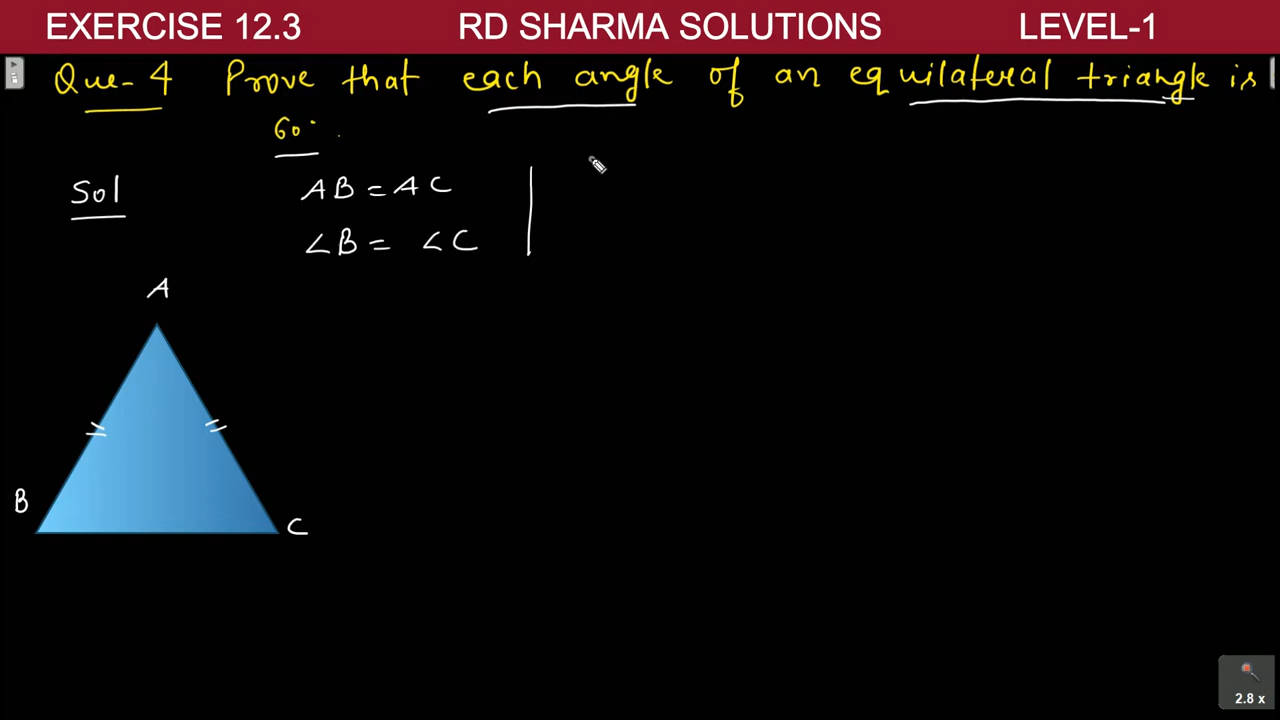 EXERCISE 12.3 RD SHARMA SOLUTIONS LEVEL-1
Que-4 Prove that each angle of an equilateral triangle is
60°.
Sol
AB = AC
∠B = ∠C
A
B
C
2.8 x